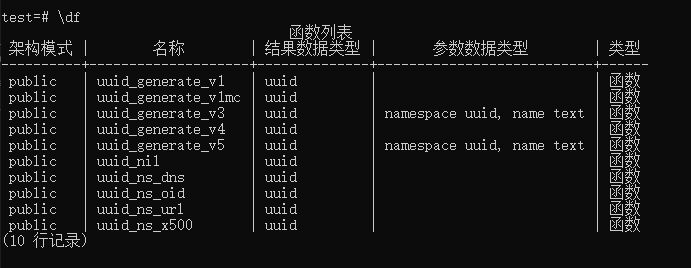 test=# \df
函数列表
架构模式 | 名称 | 结果数据类型 | 参数数据类型 | 类型
public | uuid_generate_v1 | uuid | | 函数
public | uuid_generate_v1mc | uuid | | 函数
public | uuid_generate_v3 | uuid | namespace uuid, name text | 函数
public | uuid_generate_v4 | uuid | | 函数
public | uuid_generate_v5 | uuid | namespace uuid, name text | 函数
public | uuid_nil | uuid | | 函数
public | uuid_ns_dns | uuid | | 函数
public | uuid_ns_oid | uuid | | 函数
public | uuid_ns_url | uuid | | 函数
public | uuid_ns_x500 | uuid | | 函数
(10 行记录)